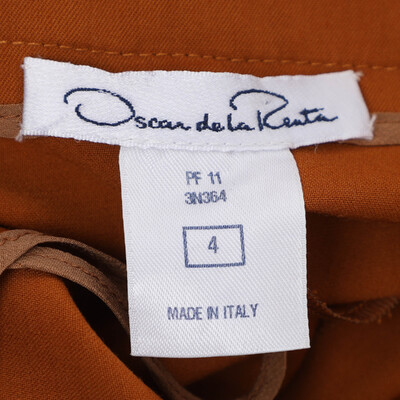 Oscar de la Renta
PF 11
3N364
4
MADE IN ITALY